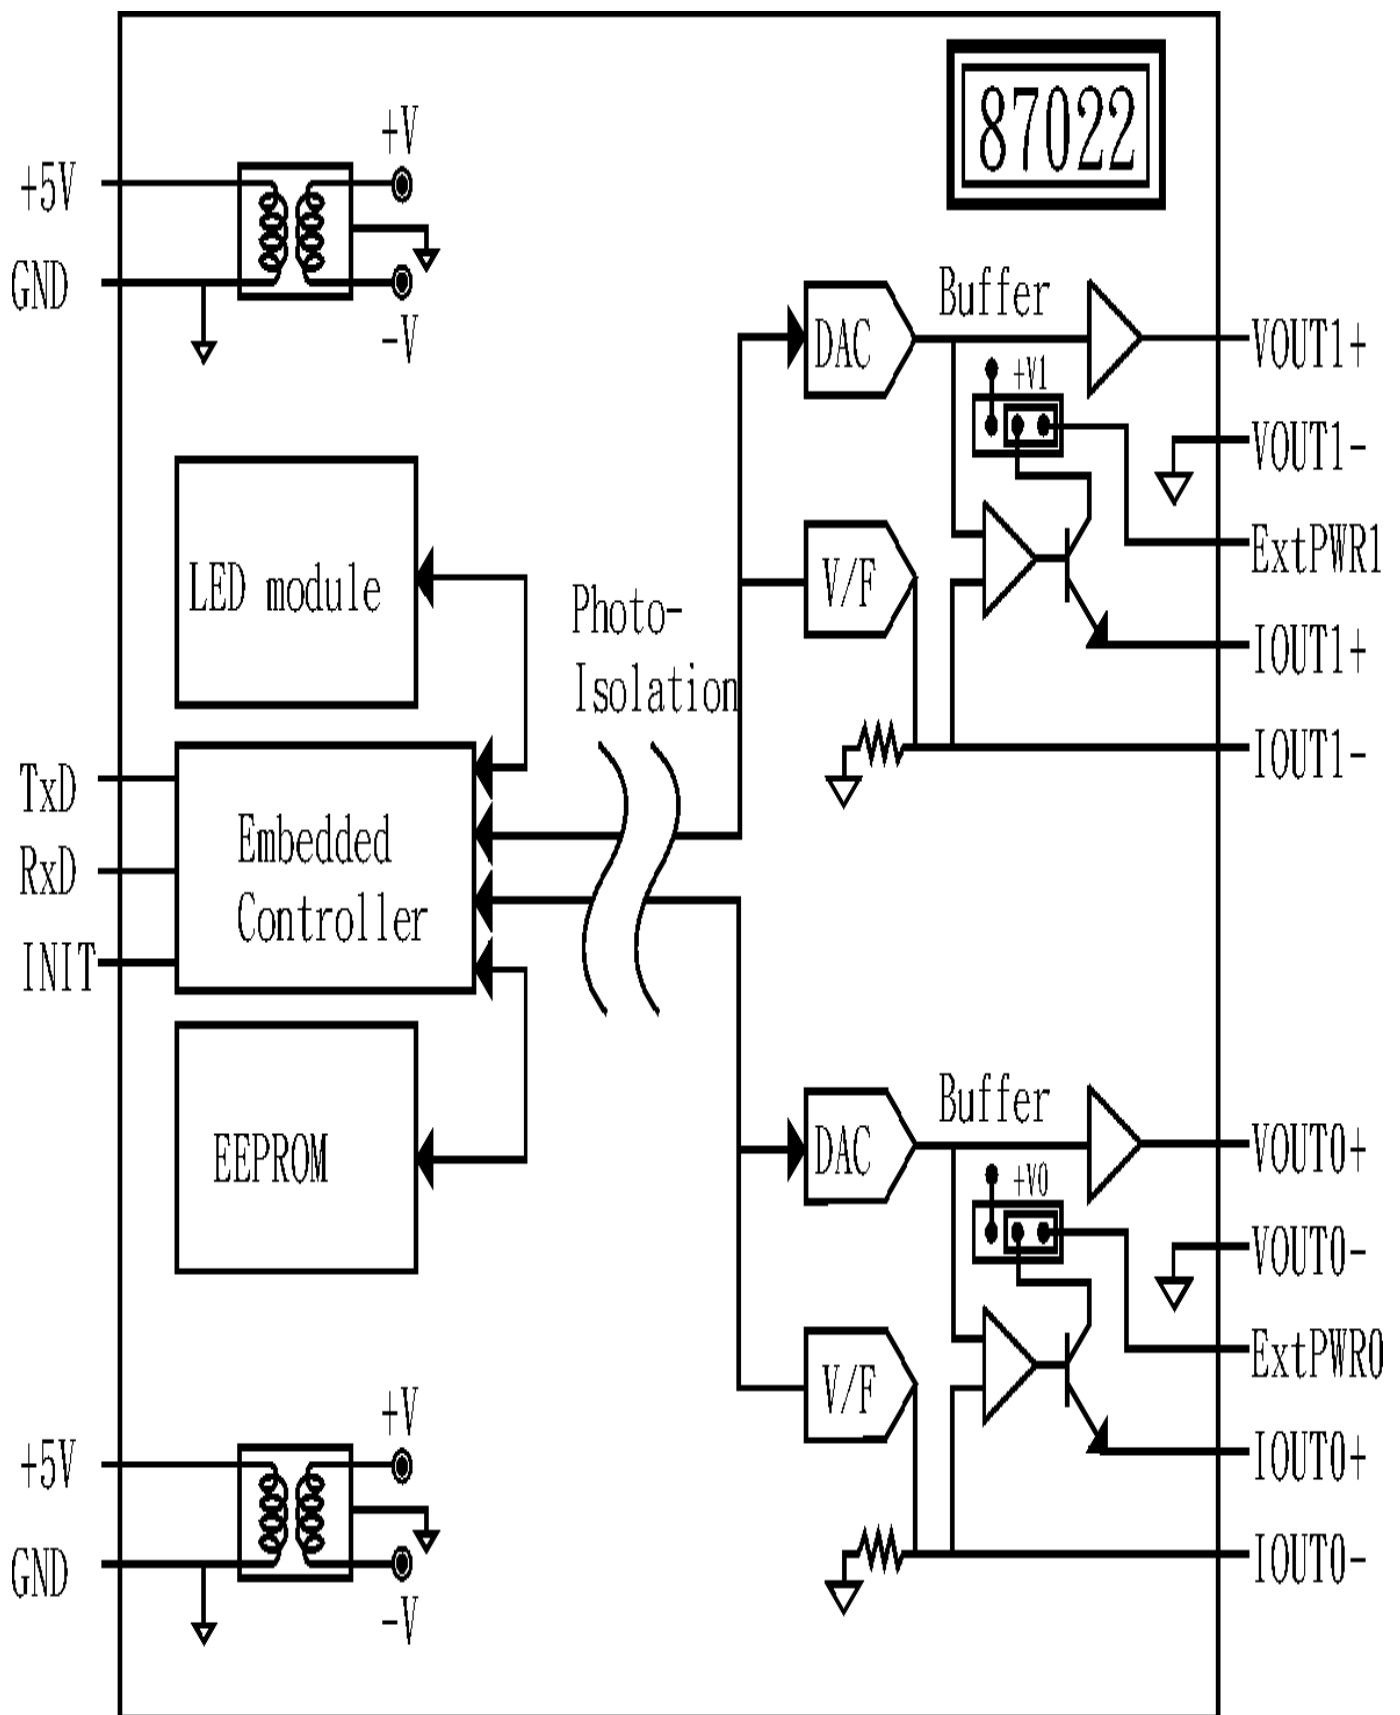 87022
+V
+5V
GND
-V
Buffer
DAC
VOUT1+
+V1
VOUT1-
ExtPWR1
LED module
V/F
Photo-
Isolation
IOUT1+
IOUT1-
TxD
RxD
INIT
Embedded
Controller
EEPROM
Buffer
DAC
VOUT0+
+V0
VOUT0-
ExtPWR0
V/F
IOUT0+
IOUT0-
+V
+5V
GND
-V